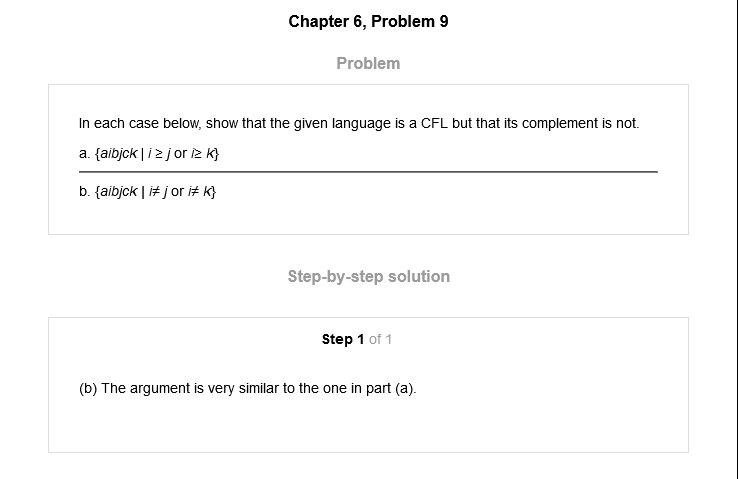 Chapter 6, Problem 9
Problem
In each case below, show that the given language is a CFL but that its complement is not.
a. {aibjck | i ≥ j or i≥ k}
b. {aibjck | i≠ j or i≠ k}
Step-by-step solution
Step 1 of 1
(b) The argument is very similar to the one in part (a).